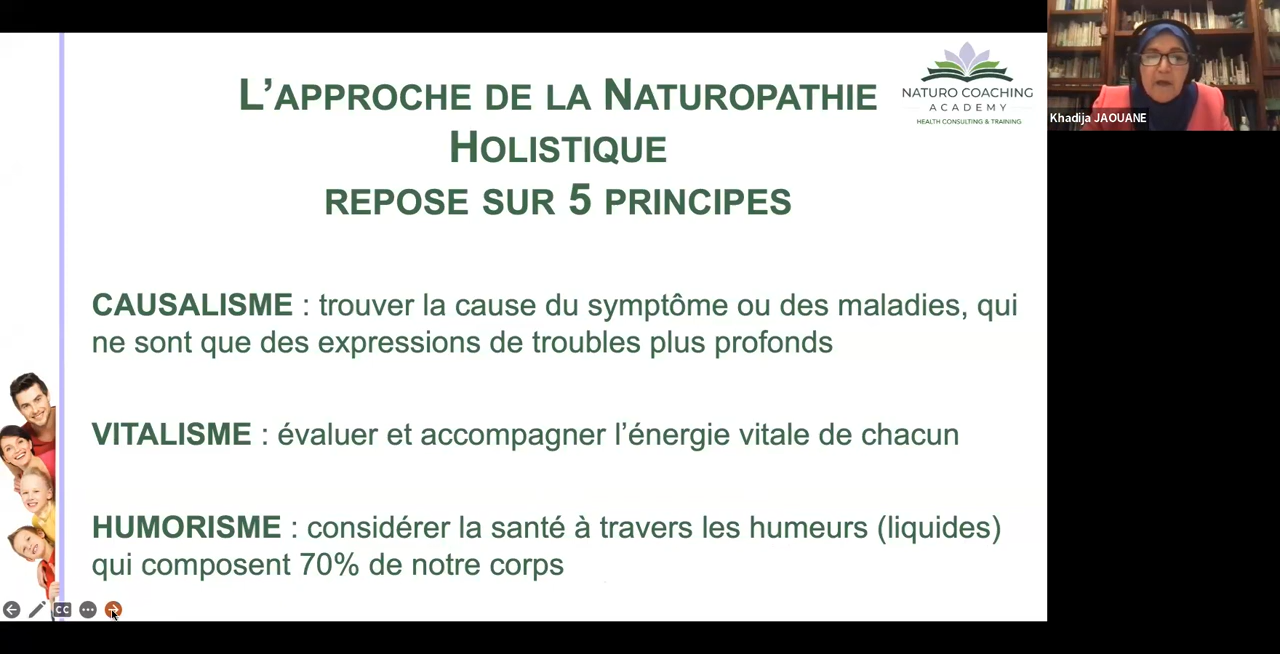 L'APPROCHE DE LA NATUROPATHIE
HOLISTIQUE
REPOSE SUR 5 PRINCIPES
NATURO COACHING
ACADEMY
HEALTH CONSULTING & TRAINING
Khadija JAOUANE
CAUSALISME : trouver la cause du symptôme ou des maladies, qui
ne sont que des expressions de troubles plus profonds
VITALISME : évaluer et accompagner l'énergie vitale de chacun
HUMORISME : considérer la santé à travers les humeurs (liquides)
qui composent 70% de notre corps
CC